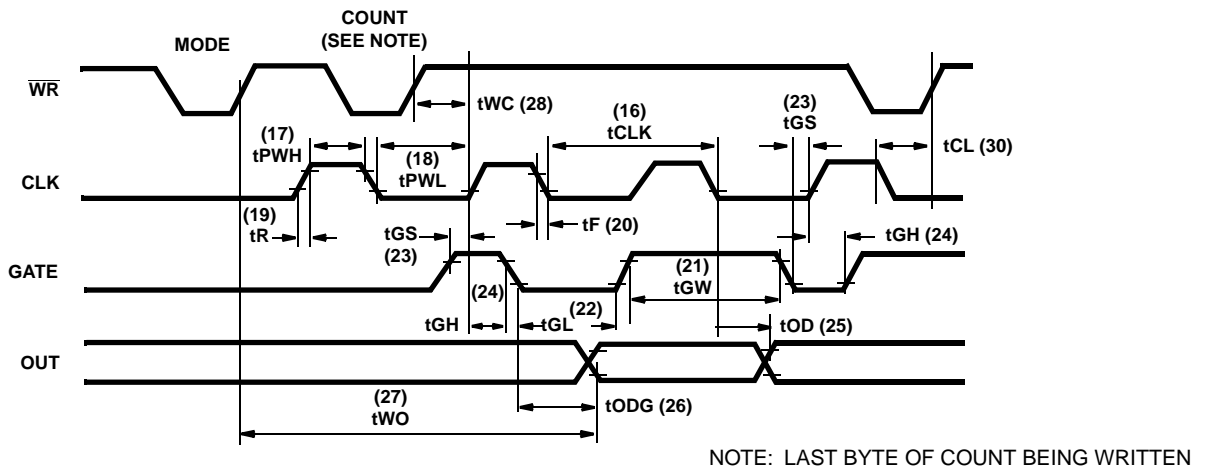 COUNT
(SEE NOTE)
MODE
WR
tWC (28)
(16)
tCLK
(23)
tGS
tCL (30)
(17)
tPWH
(18)
tPWL
CLK
(19)
tR
tGS
(23)
tF (20)
tGH (24)
GATE
(24)
tGH
(22)
tGL
(21)
tGW
tOD (25)
OUT
(27)
tWO
tODG (26)
NOTE: LAST BYTE OF COUNT BEING WRITTEN